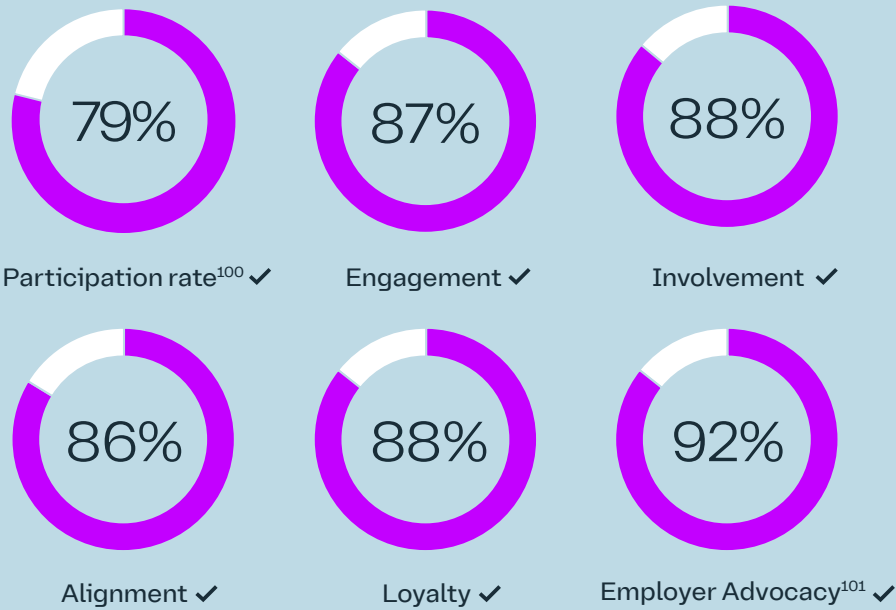 79%
87%
88%
Participation rate¹⁰⁰ ✓
Engagement ✓
Involvement ✓
86%
88%
92%
Alignment ✓
Loyalty ✓
Employer Advocacy¹⁰¹ ✓